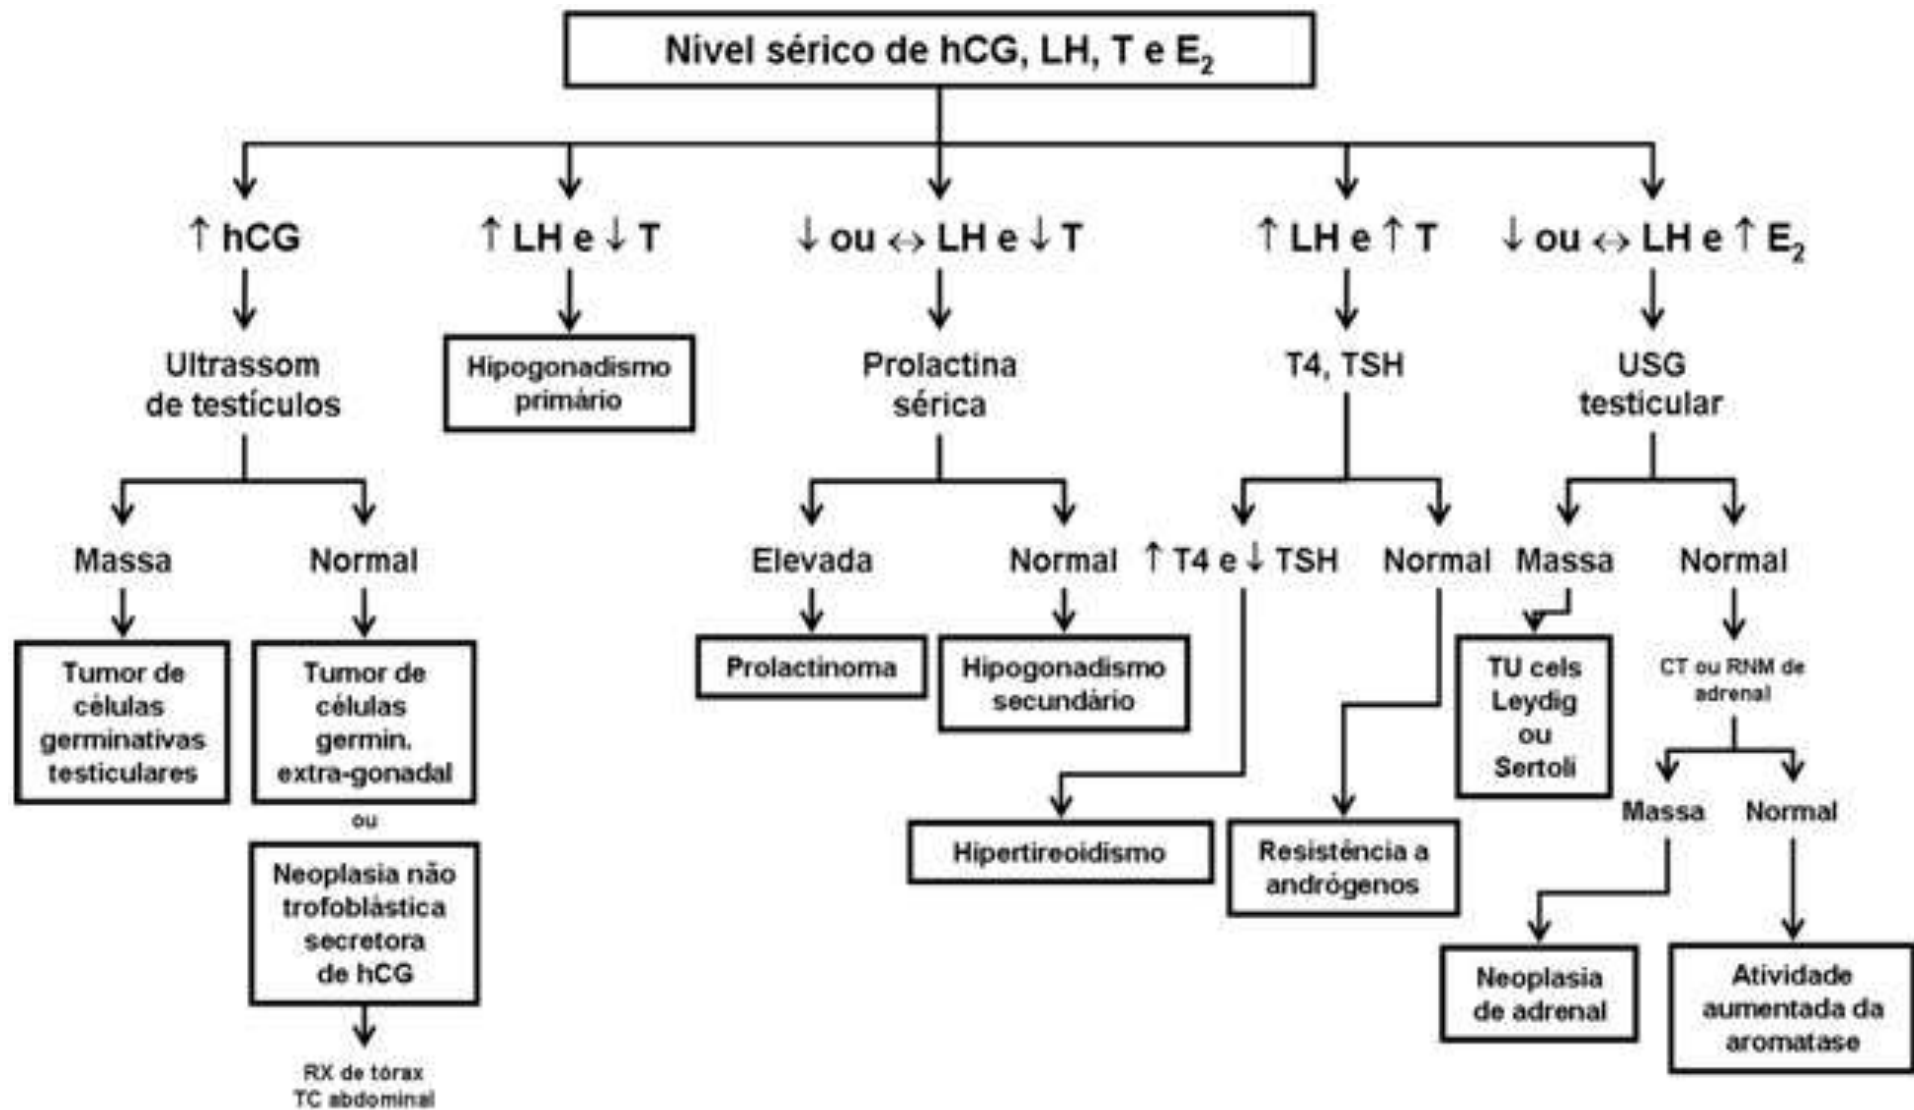 Nível sérico de hCG, LH, T e E₂
↑ hCG
↑ LH e ↓ T
↓ ou ↔ LH e ↓ T
↑ LH e ↑ T
↓ ou ↔ LH e ↑ E₂
Ultrassom
de testículos
Hipogonadismo
primário
Prolactina
sérica
T4, TSH
USG
testicular
Massa
Normal
Elevada
Normal
↑ T4 e ↓ TSH
Normal
Massa
Normal
Tumor de
células
germinativas
testiculares
Tumor de
células
germin.
extra-gonadal
ou
Neoplasia não
trofoblástica
secretora
de hCG
RX de tórax
TC abdominal
Prolactinoma
Hipogonadismo
secundário
Hipertireoidismo
Resistência a
andrógenos
TU cels
Leydig
ou
Sertoli
CT ou RNM de
adrenal
Massa
Normal
Neoplasia
de adrenal
Atividade
aumentada da
aromatase